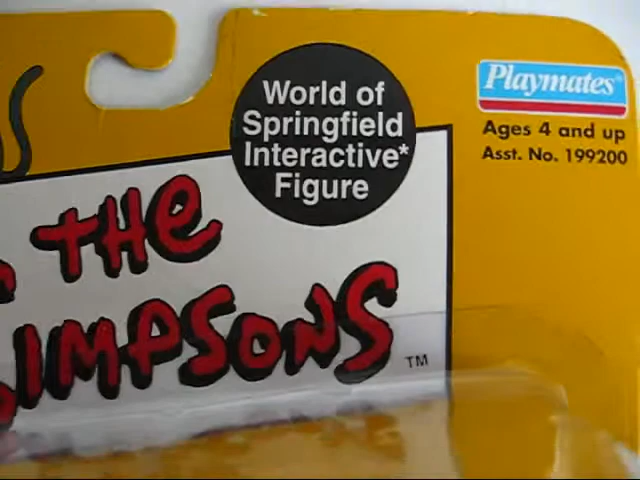 World of
Springfield
Interactive*
Figure
Playmates®
Ages 4 and up
Asst. No. 199200
THE
SIMPSONS TM